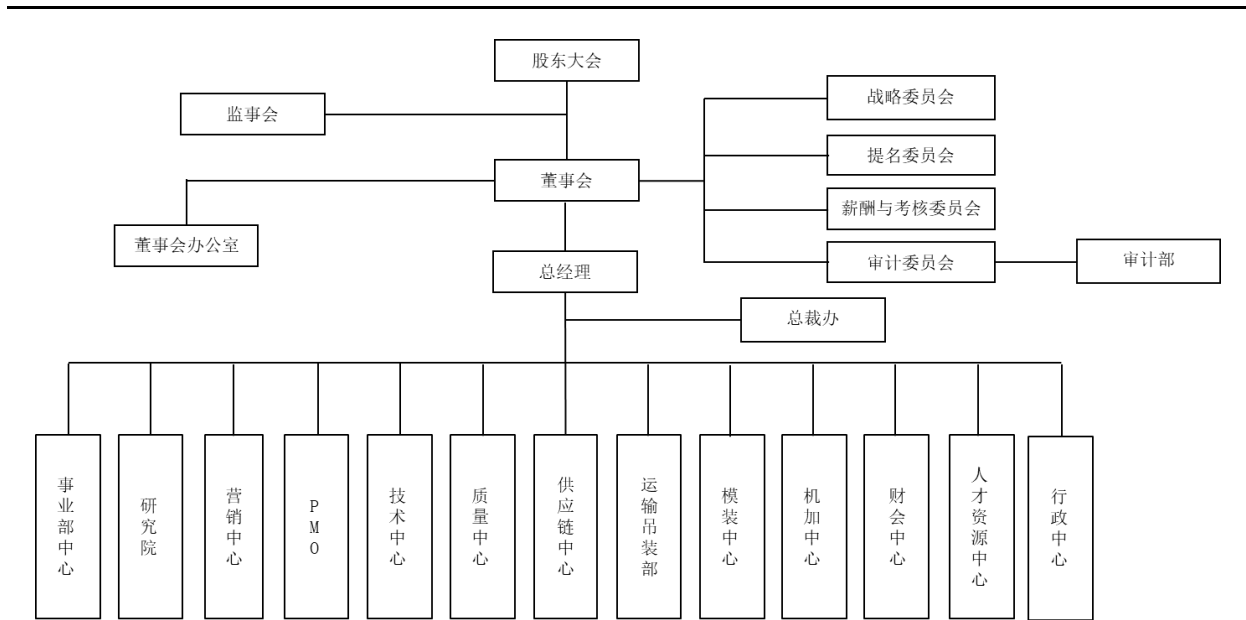 股东大会
监事会
战略委员会
提名委员会
董事会
薪酬与考核委员会
董事会办公室
总经理
审计委员会
审计部
总裁办
事业部中心
研究院
营销中心
PMO
技术中心
质量中心
供应链中心
运输吊装部
模装中心
机加中心
财会中心
人才资源中心
行政中心